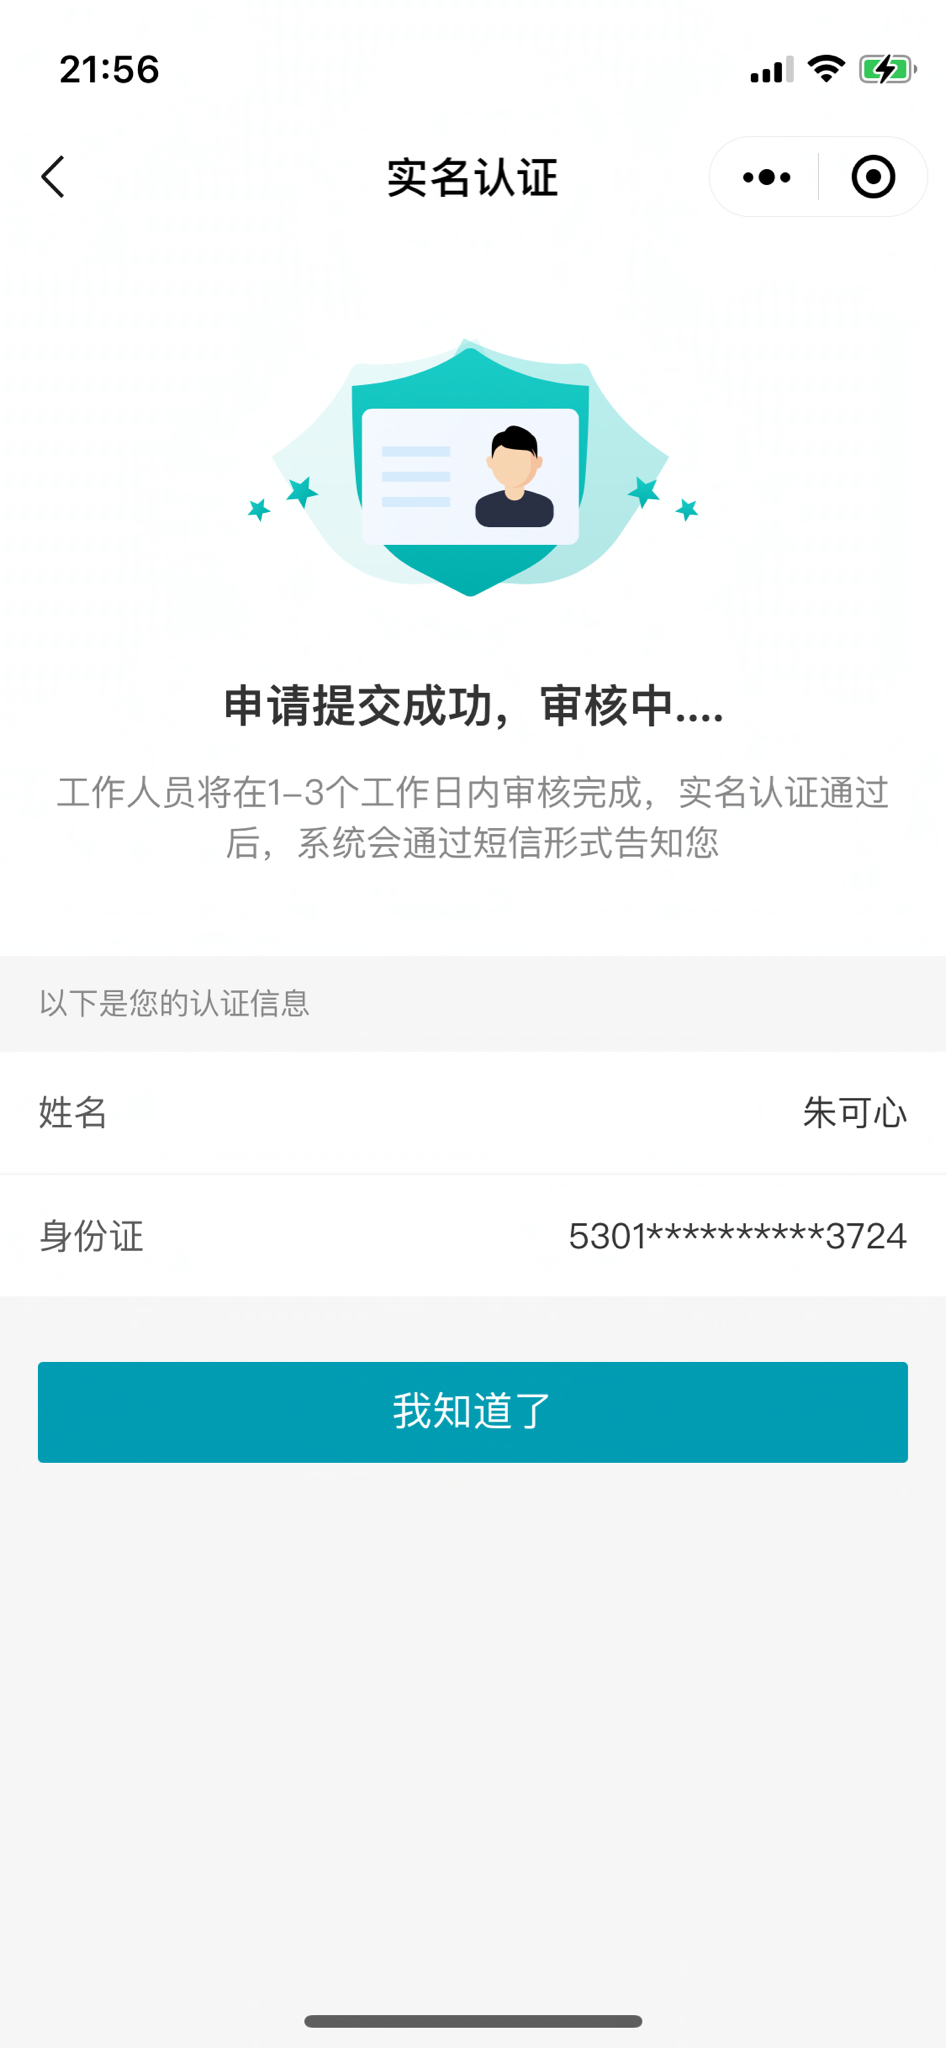 21:56
实名认证
申请提交成功，审核中....
工作人员将在1-3个工作日内审核完成，实名认证通过
后，系统会通过短信形式告知您
以下是您的认证信息
姓名 朱可心
身份证 5301**********3724
我知道了